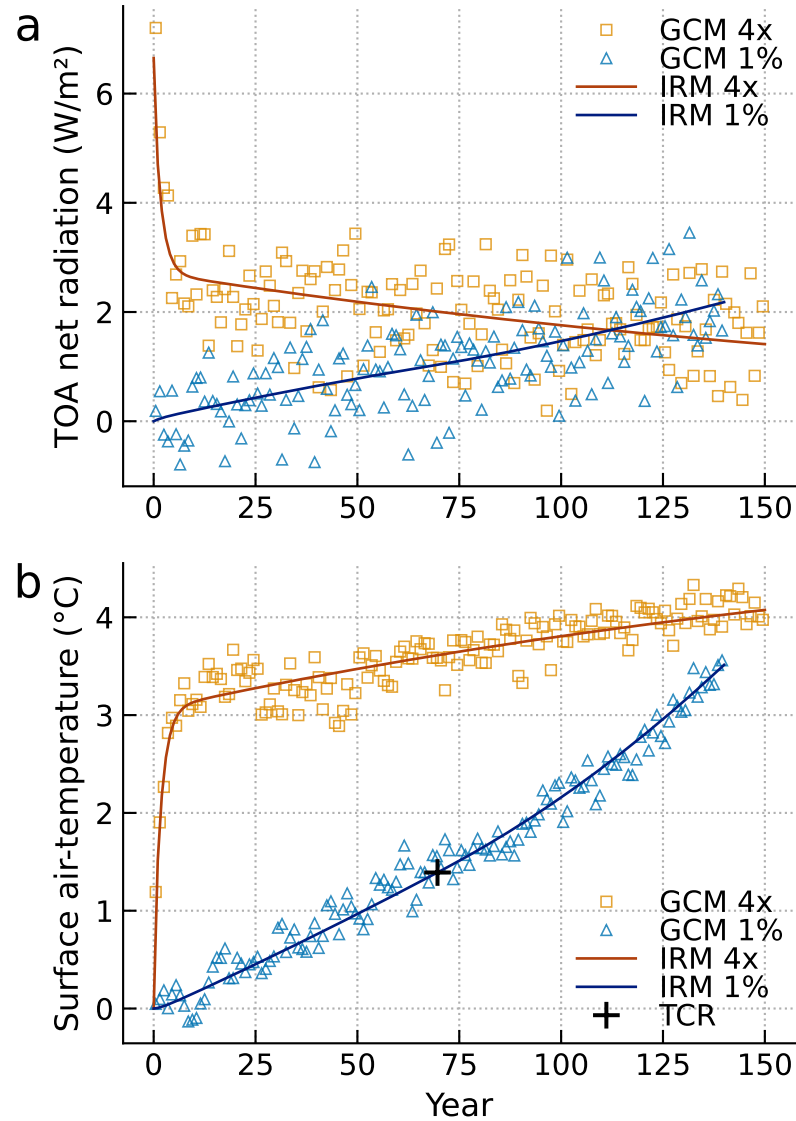 a
TOA net radiation (W/m²)
6
4
2
0
GCM 4x
GCM 1%
IRM 4x
IRM 1%
0 25 50 75 100 125 150
b
Surface air-temperature (°C)
4
3
2
1
0
GCM 4x
GCM 1%
IRM 4x
IRM 1%
TCR
0 25 50 75 100 125 150
Year